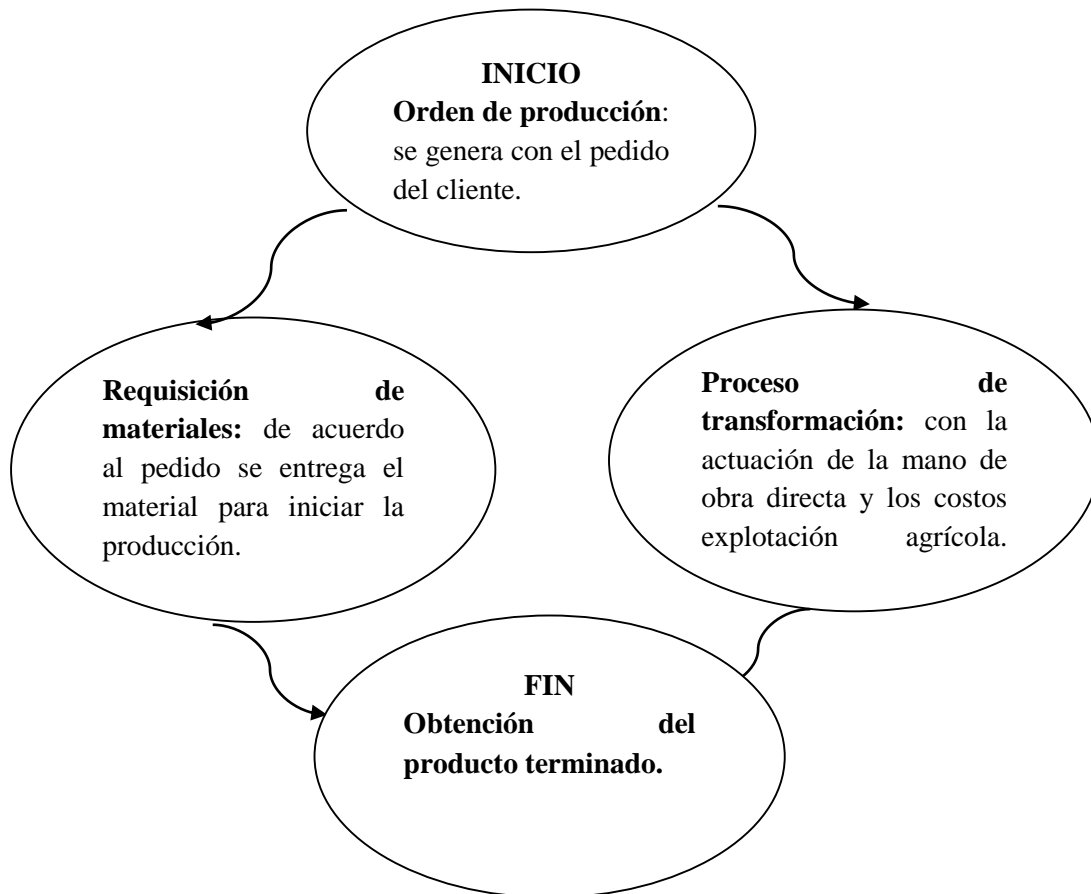 INICIO
Orden de producción:
se genera con el pedido
del cliente.
Requisición de
materiales: de acuerdo
al pedido se entrega el
material para iniciar la
producción.
Proceso de
transformación: con la
actuación de la mano de
obra directa y los costos
explotación agrícola.
FIN
Obtención del
producto terminado.